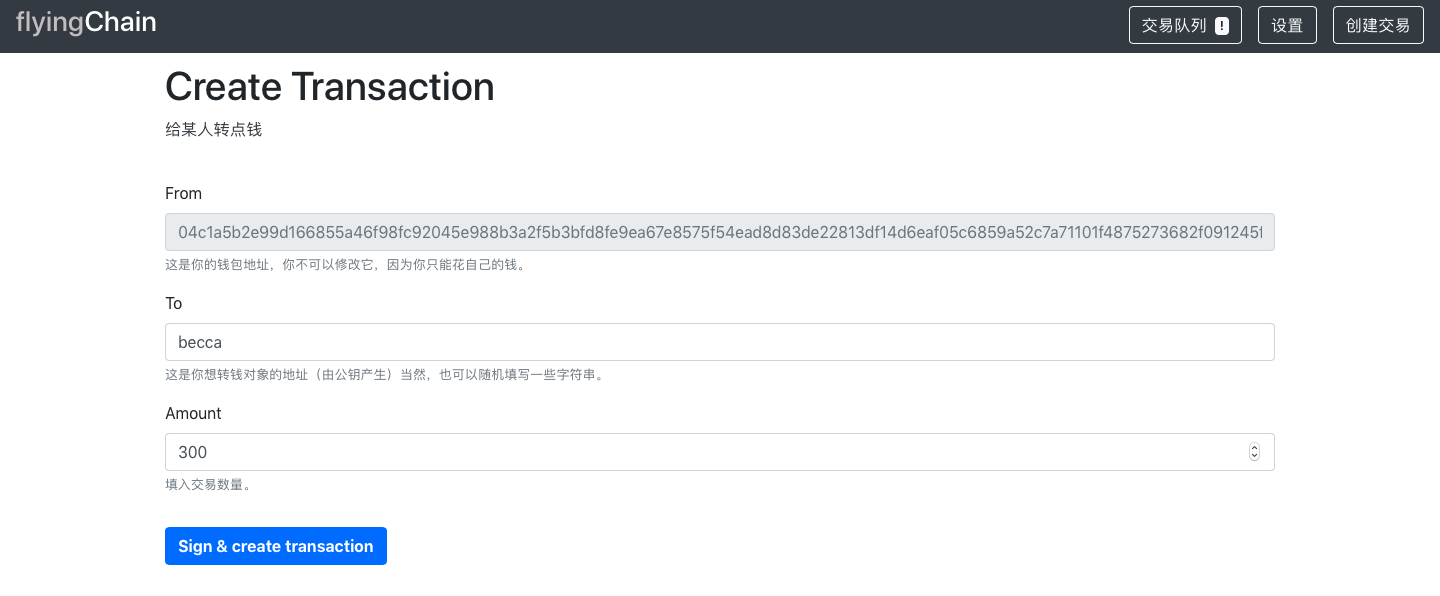 flyingChain
交易队列 !
设置
创建交易
Create Transaction
给某人转点钱
From
04c1a5b2e99d166855a46f98fc92045e988b3a2f5b3bfd8fe9ea67e8575f54ead8d83de22813df14d6eaf05c6859a52c7a71101f4875273682f091245f
这是你的钱包地址，你不可以修改它，因为你只能花自己的钱。
To
becca
这是你想转钱对象的地址（由公钥产生）当然，也可以随机填写一些字符串。
Amount
300
填入交易数量。
Sign & create transaction